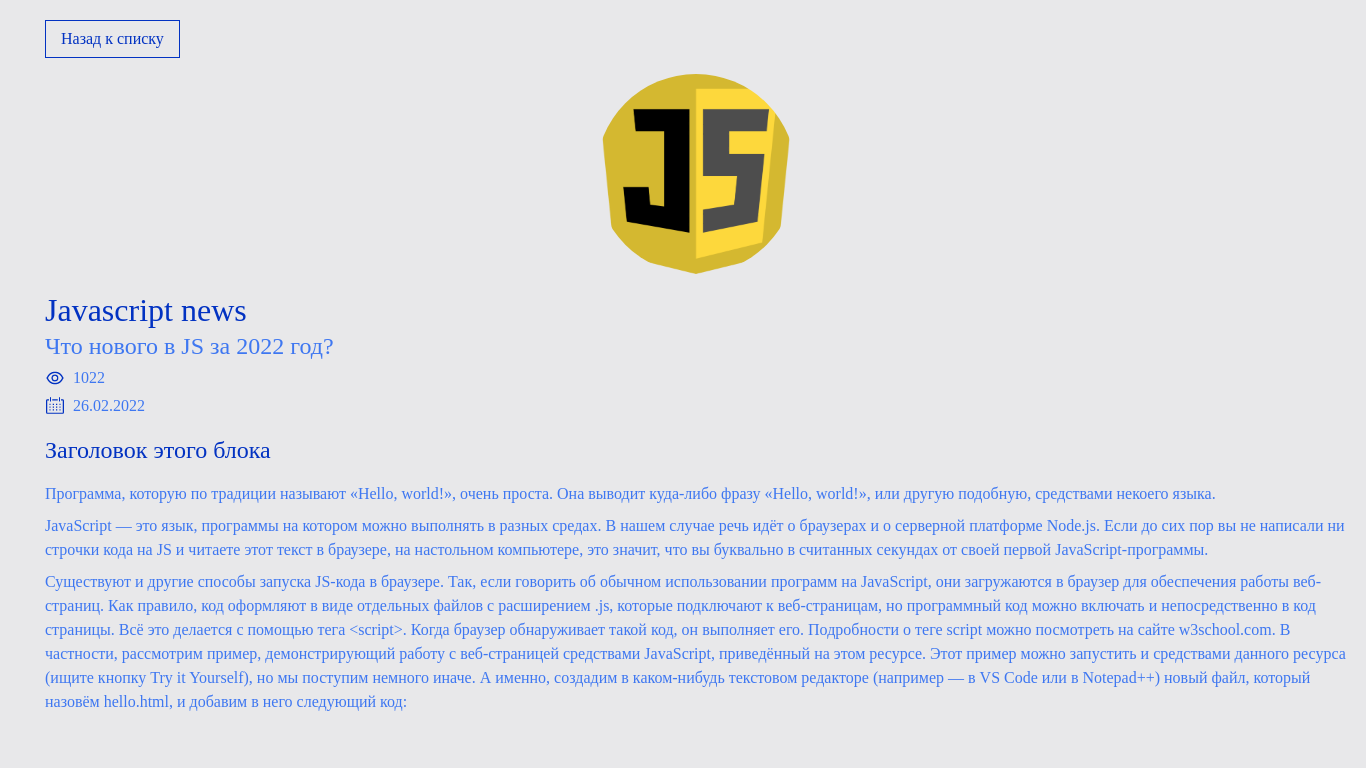 Назад к списку
JS
Javascript news
Что нового в JS за 2022 год?
1022
26.02.2022
Заголовок этого блока
Программа, которую по традиции называют «Hello, world!», очень проста. Она выводит куда-либо фразу «Hello, world!», или другую подобную, средствами некоего языка.
JavaScript — это язык, программы на котором можно выполнять в разных средах. В нашем случае речь идёт о браузерах и о серверной платформе Node.js. Если до сих пор вы не написали ни
строчки кода на JS и читаете этот текст в браузере, на настольном компьютере, это значит, что вы буквально в считанных секундах от своей первой JavaScript-программы.
Существуют и другие способы запуска JS-кода в браузере. Так, если говорить об обычном использовании программ на JavaScript, они загружаются в браузер для обеспечения работы веб-
страниц. Как правило, код оформляют в виде отдельных файлов с расширением .js, которые подключают к веб-страницам, но программный код можно включать и непосредственно в код
страницы. Всё это делается с помощью тега <script>. Когда браузер обнаруживает такой код, он выполняет его. Подробности о теге script можно посмотреть на сайте w3school.com. В
частности, рассмотрим пример, демонстрирующий работу с веб-страницей средствами JavaScript, приведённый на этом ресурсе. Этот пример можно запустить и средствами данного ресурса
(ищите кнопку Try it Yourself), но мы поступим немного иначе. А именно, создадим в каком-нибудь текстовом редакторе (например — в VS Code или в Notepad++) новый файл, который
назовём hello.html, и добавим в него следующий код: